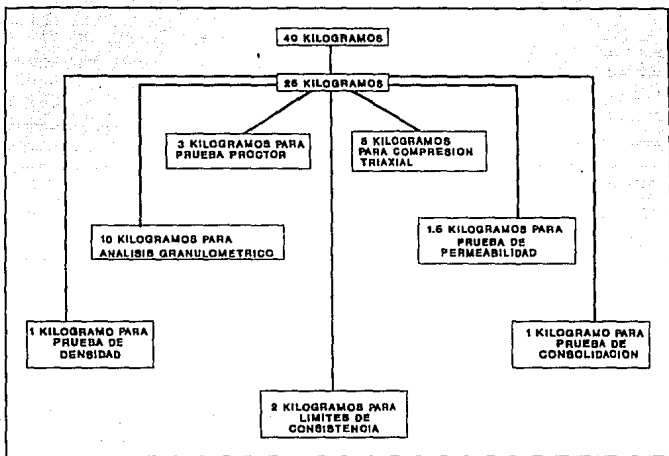 40 KILOGRAMOS
25 KILOGRAMOS
3 KILOGRAMOS PARA
PRUEBA PROCTOR
5 KILOGRAMOS
PARA COMPRESION
TRIAXIAL
10 KILOGRAMOS PARA
ANALISIS GRANULOMETRICO
1.5 KILOGRAMOS PARA
PRUEBA DE
PERMEABILIDAD
1 KILOGRAMO PARA
PRUEBA DE
DENSIDAD
1 KILOGRAMO PARA
PRUEBA DE
CONSOLIDACION
2 KILOGRAMOS PARA
LIMITES DE
CONSISTENCIA